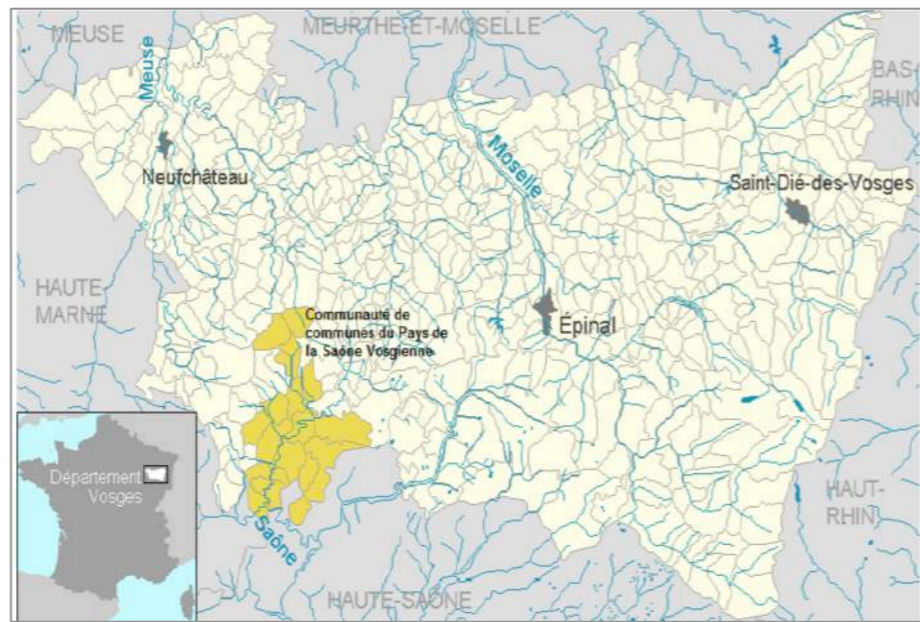 MEUSE
MEURTHE-ET-MOSELLE
BAS-
RHIN
Meuse
Moselle
Neufchâteau
Saint-Dié-des-Vosges
HAUTE-
MARNE
Communauté de
communes du Pays de
la Saône Vosgienne
Épinal
Département
Vosges
Saône
HAUT-
RHIN
HAUTE-SAÔNE